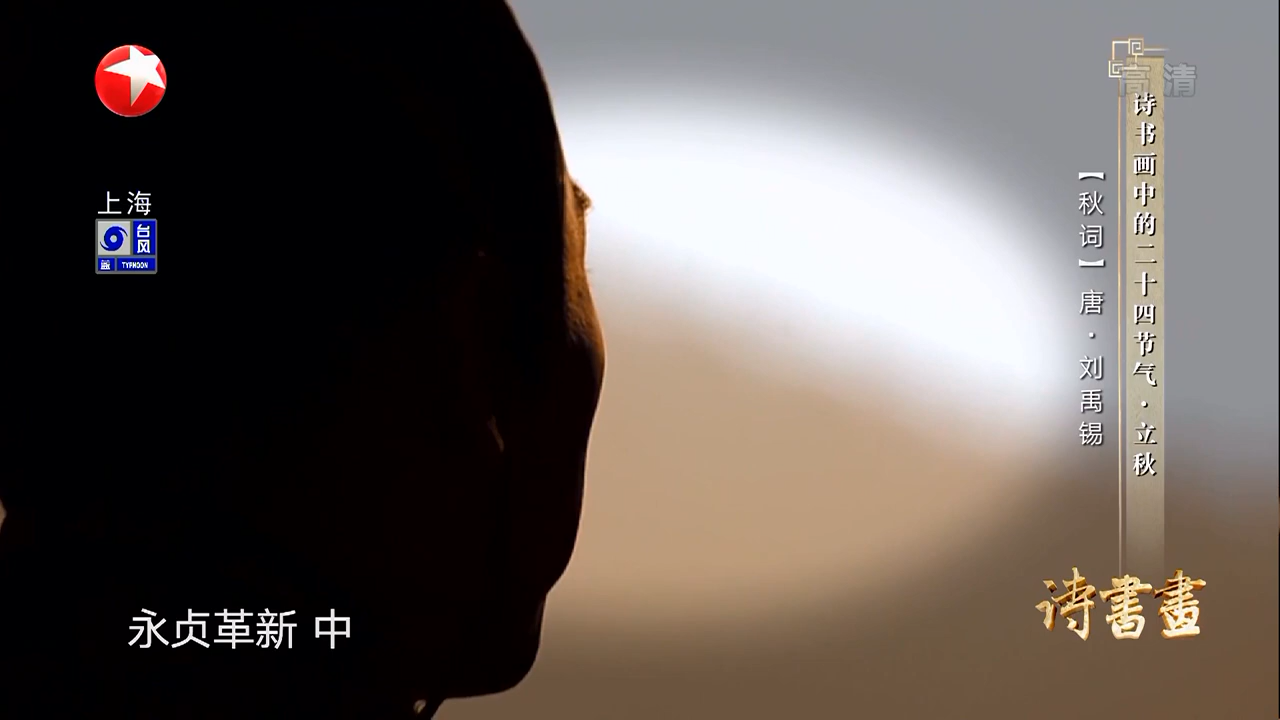 高清
诗书画中的二十四节气·立秋
【秋词】唐·刘禹锡
上海
台风
蓝 TYPHOON
永贞革新 中
诗書畫